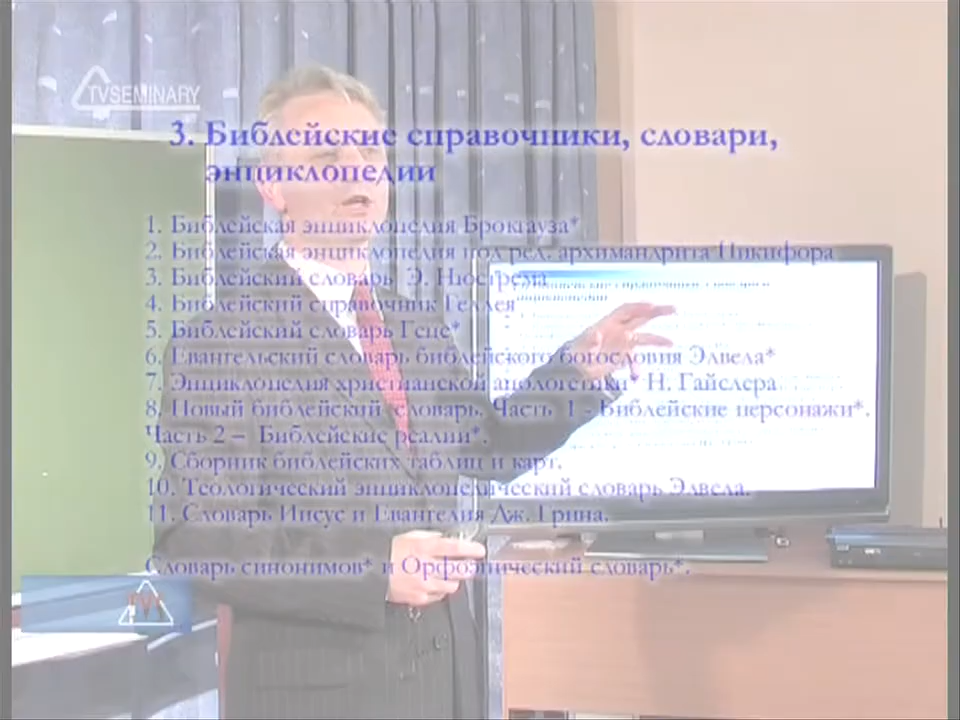 TVSEMINARY
3. Библейские справочники, словари,
энциклопедии
1. Библейская энциклопедия Брокгауза*
2. Библейская энциклопедия под ред. архимандрита Никифора
3. Библейский словарь Э. Нюстрема
4. Библейский справочник Геллея
5. Библейский словарь Геце*
6. Евангельский словарь библейского богословия Элвела*
7. Энциклопедия христианской апологетики* Н. Гайслера
8. Новый библейский словарь. Часть 1 - Библейские персонажи*.
Часть 2 – Библейские реалии*.
9. Сборник библейских таблиц и карт.
10. Теологический энциклопедический словарь Элвела.
11. Словарь Иисус и Евангелия Дж. Грина.
Словарь синонимов* и Орфоэпический словарь*.